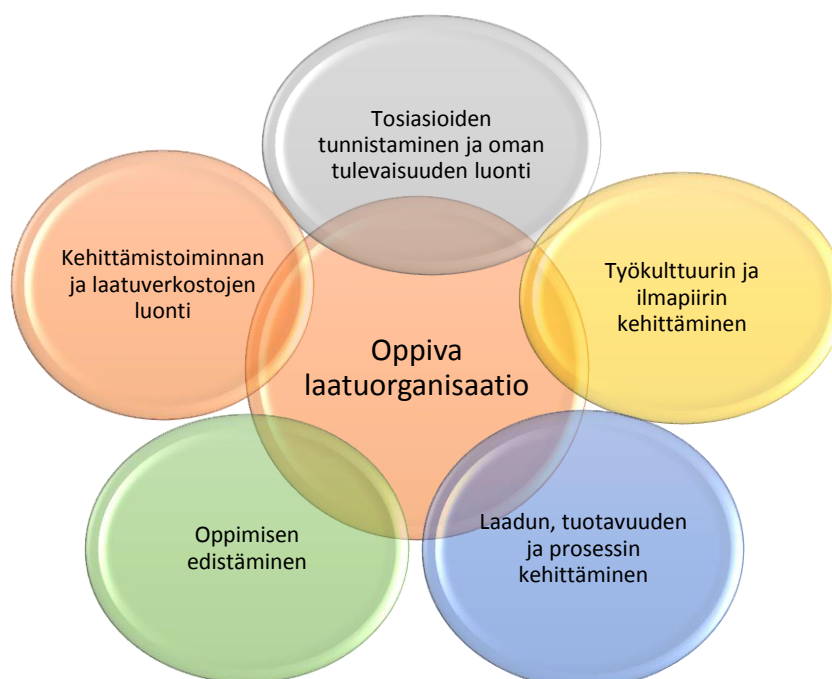 Tosiasioiden
tunnistaminen ja oman
tulevaisuuden luonti
Kehittämistoiminnan
ja laatuverkostojen
luonti
Työkulttuurin ja
ilmapiirin
kehittäminen
Oppiva
laatuorganisaatio
Oppimisen
edistäminen
Laadun, tuotavuuden
ja prosessin
kehittäminen